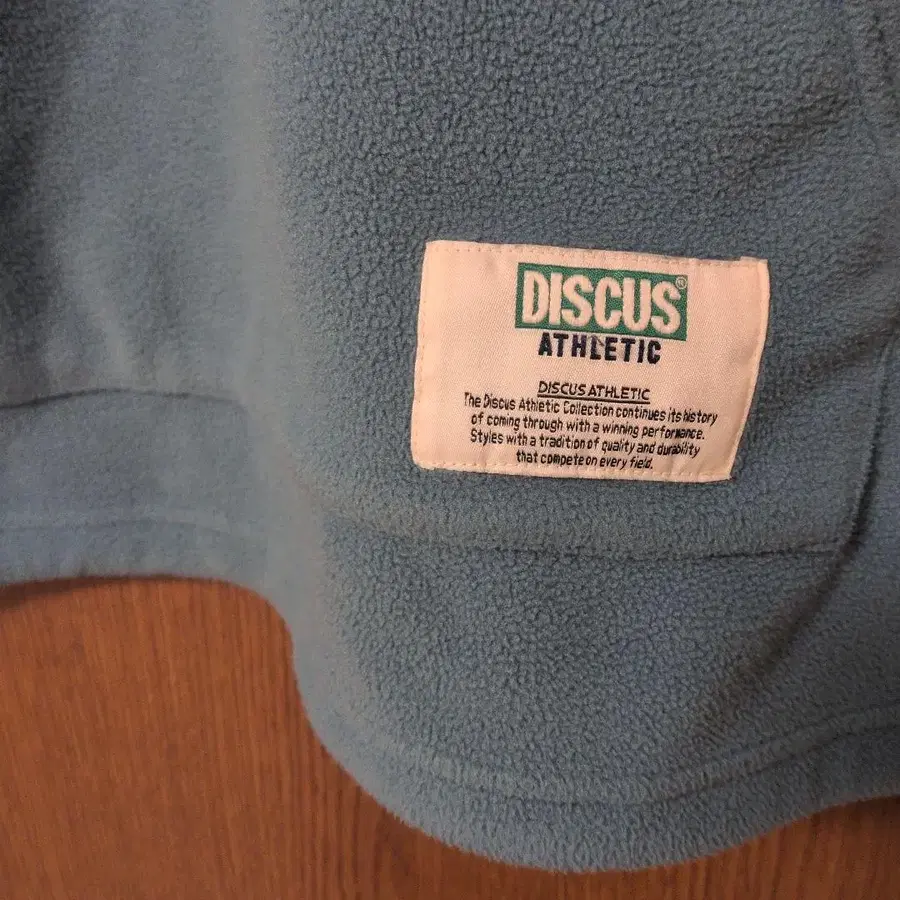 DISCUS®
ATHLETIC
DISCUS ATHLETIC
The Discus Athletic Collection continues its history
of coming through with a winning performance.
Styles with a tradition of quality and durability
that compete on every field.